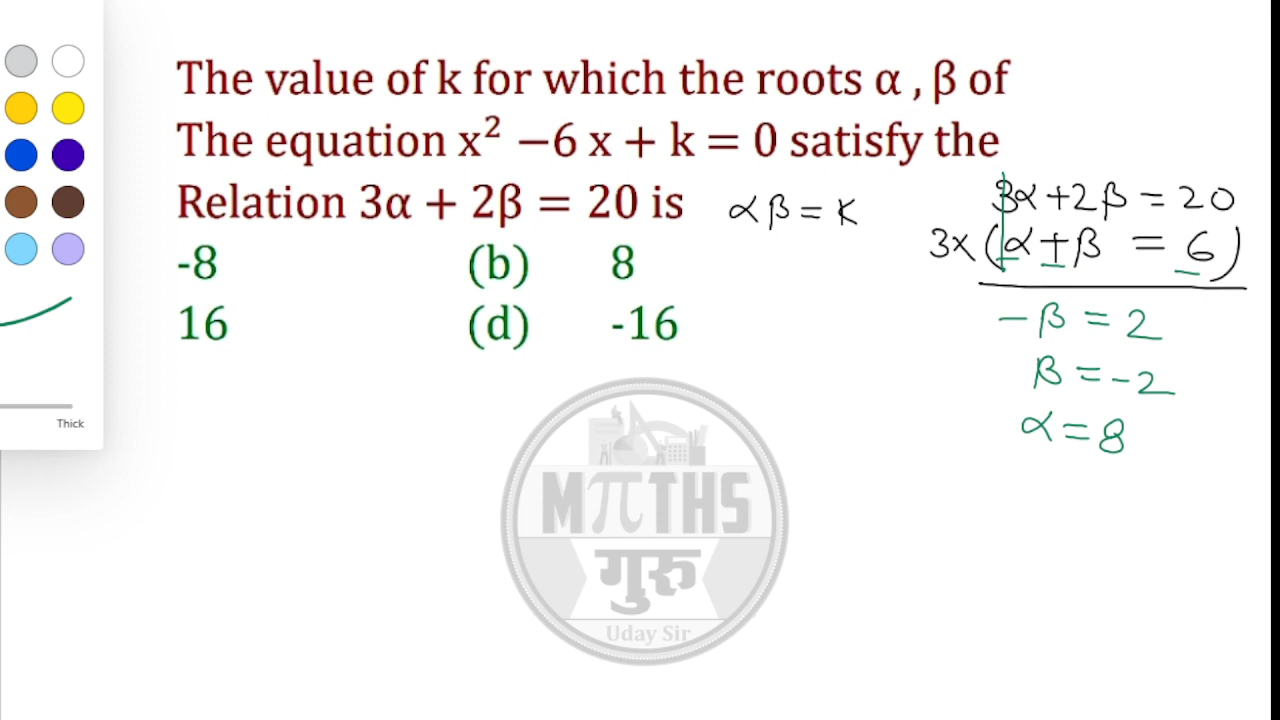 The value of k for which the roots α , β of
The equation x² −6 x + k = 0 satisfy the
Relation 3α + 2β = 20 is
αβ = k
-8 (b) 8
16 (d) -16
3α + 2β = 20
3x (α + β = 6)
− β = 2
β = -2
α = 8
Thick
MπTHS
गुरु
Uday Sir